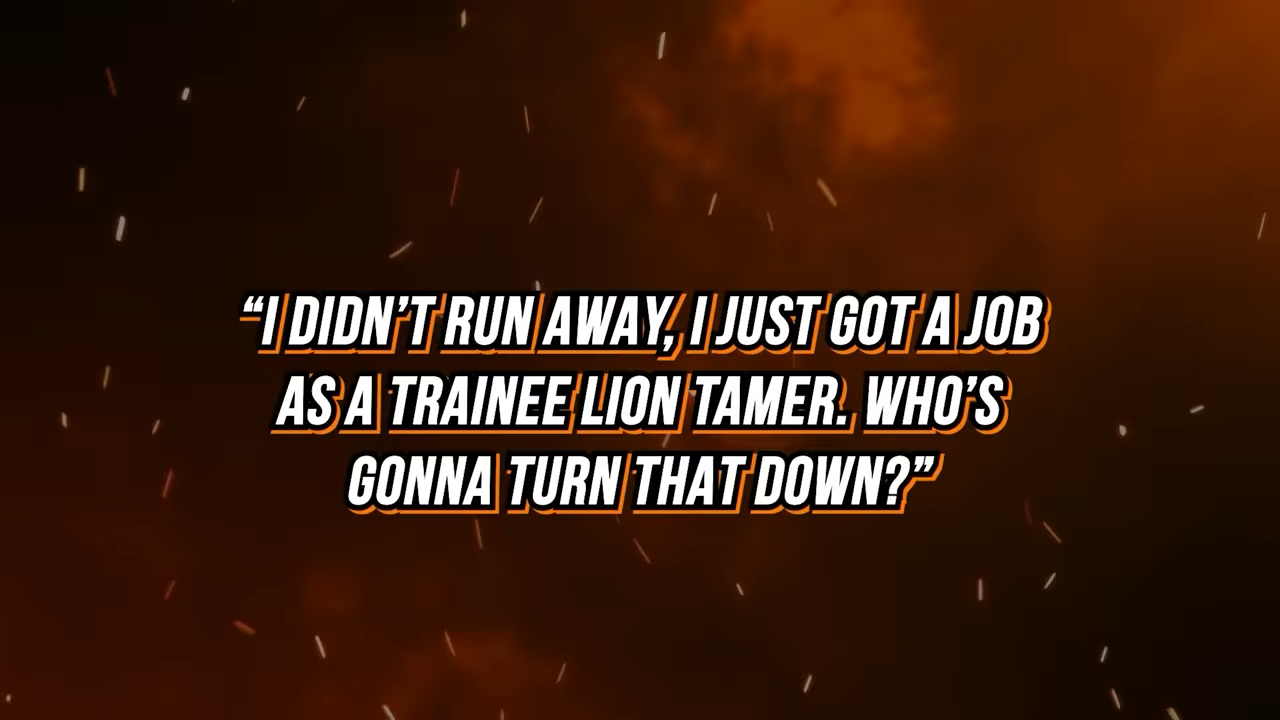 “I DIDN’T RUN AWAY, I JUST GOT A JOB
AS A TRAINEE LION TAMER. WHO’S
GONNA TURN THAT DOWN?”